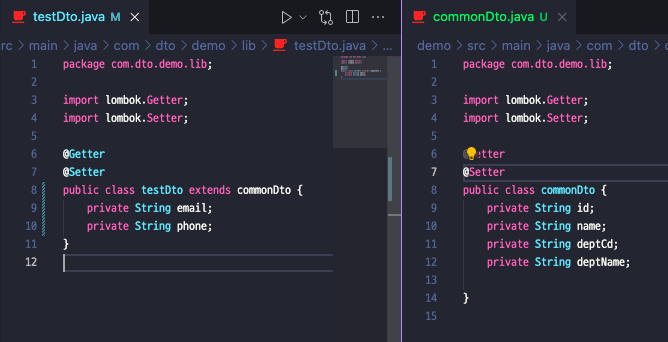 testDto.java M
src > main > java > com > dto > demo > lib > testDto.java > ...
1 package com.dto.demo.lib;
2
3 import lombok.Getter;
4 import lombok.Setter;
5
6 @Getter
7 @Setter
8 public class testDto extends commonDto {
9 private String email;
10 private String phone;
11 }
12
commonDto.java U
demo > src > main > java > com > dto
1 package com.dto.demo.lib;
2
3 import lombok.Getter;
4 import lombok.Setter;
5
6 @Getter
7 @Setter
8 public class commonDto {
9 private String id;
10 private String name;
11 private String deptCd;
12 private String deptName;
13
14 }
15